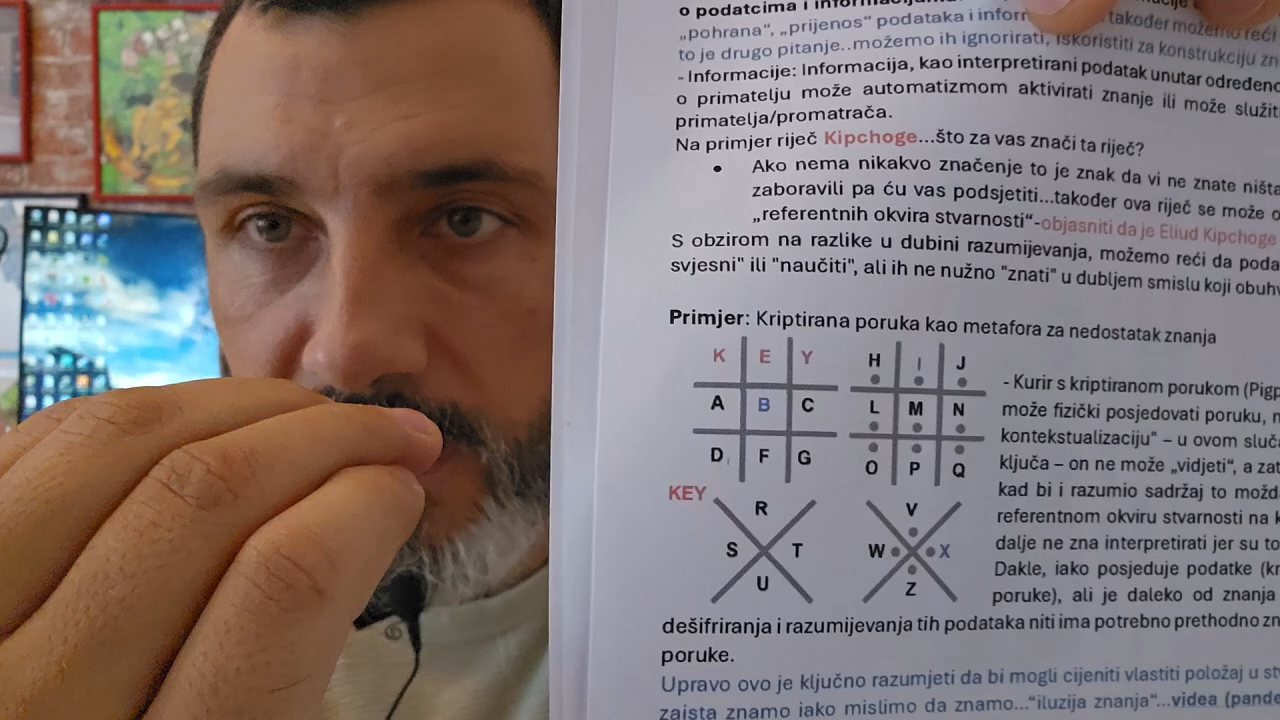 o podatcima i informacijama
„pohrana“, „prijenos“ podataka i infor također možemo reći
to je drugo pitanje..možemo ih ignorirati, iskoristiti za konstrukciju zn
- Informacije: Informacija, kao interpretirani podatak unutar određeno
o primatelju može automatizmom aktivirati znanje ili može služit
primatelja/promatrača.
Na primjer riječ Kipchoge...što za vas znači ta riječ?
• Ako nema nikakvo značenje to je znak da vi ne znate ništa
zaboravili pa ću vas podsjetiti...također ova riječ se može o
„referentnih okvira stvarnosti“-objasniti da je Eliud Kipchoge
S obzirom na razlike u dubini razumijevanja, možemo reći da poda
svjesni" ili "naučiti", ali ih ne nužno "znati" u dubljem smislu koji obuhv
Primjer: Kriptirana poruka kao metafora za nedostatak znanja
K E Y
A B C
D F G
H I J
L M N
O P Q
KEY
R
S T
U
V
W X
Z
- Kurir s kriptiranom porukom (Pigp
može fizički posjedovati poruku, n
kontekstualizaciju“ – u ovom sluča
ključa – on ne može „vidjeti“, a zat
kad bi i razumio sadržaj to možd
referentnom okviru stvarnosti na k
dalje ne zna interpretirati jer su to
Dakle, iako posjeduje podatke (kr
poruke), ali je daleko od znanja
dešifriranja i razumijevanja tih podataka niti ima potrebno prethodno zn
poruke.
Upravo ovo je ključno razumjeti da bi mogli cijeniti vlastiti položaj u st
zaista znamo iako mislimo da znamo...“iluzija znanja“...videa (pande